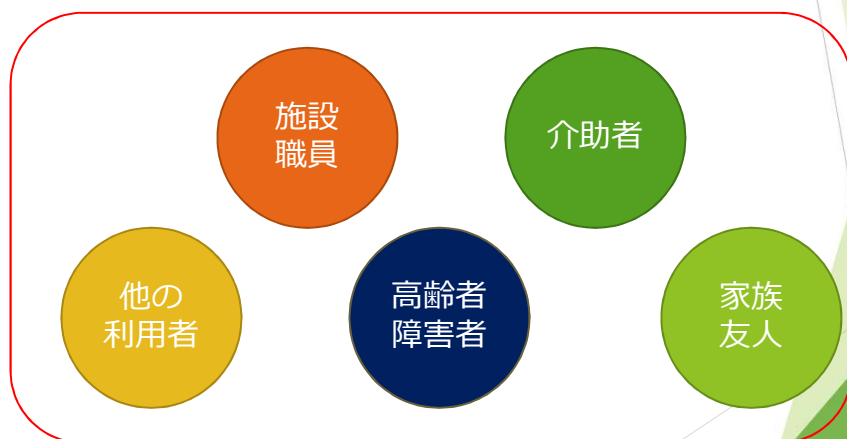 施設
職員
介助者
他の
利用者
高齢者
障害者
家族
友人